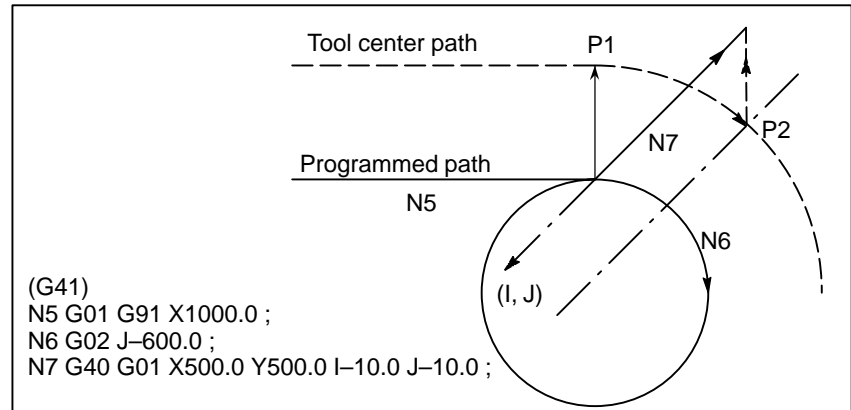 Tool center path
P1
P2
N7
Programmed path
N5
N6
(I, J)
(G41)
N5 G01 G91 X1000.0 ;
N6 G02 J–600.0 ;
N7 G40 G01 X500.0 Y500.0 I–10.0 J–10.0 ;